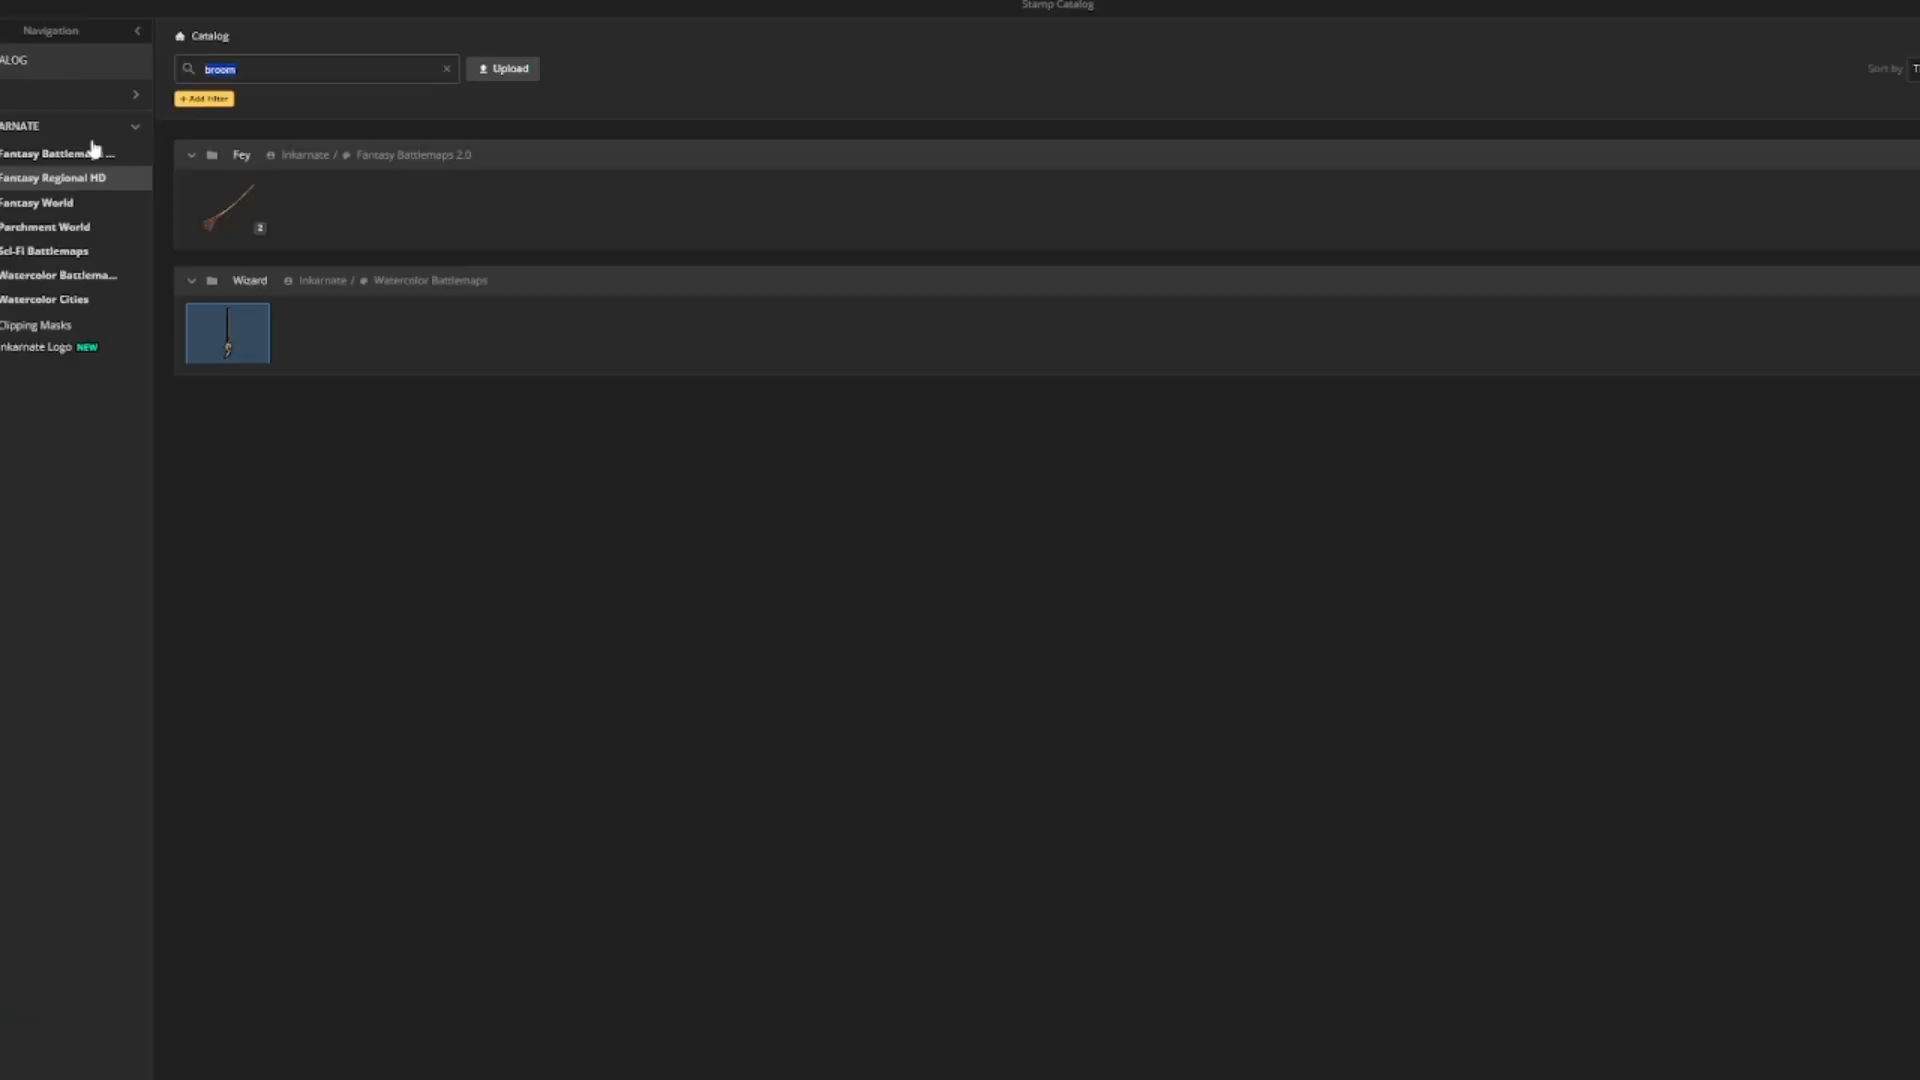 Stamp Catalog
Navigation
Catalog
ALOG
broom
Upload
Sort by
+ Add Filter
ARNATE
Fantasy Battlema ...
Fey Inkarnate / Fantasy Battlemaps 2.0
Fantasy Regional HD
Fantasy World
2
Parchment World
Sci-Fi Battlemaps
Watercolor Battlema...
Wizard Inkarnate / Watercolor Battlemaps
Watercolor Cities
Clipping Masks
nkarnate Logo NEW